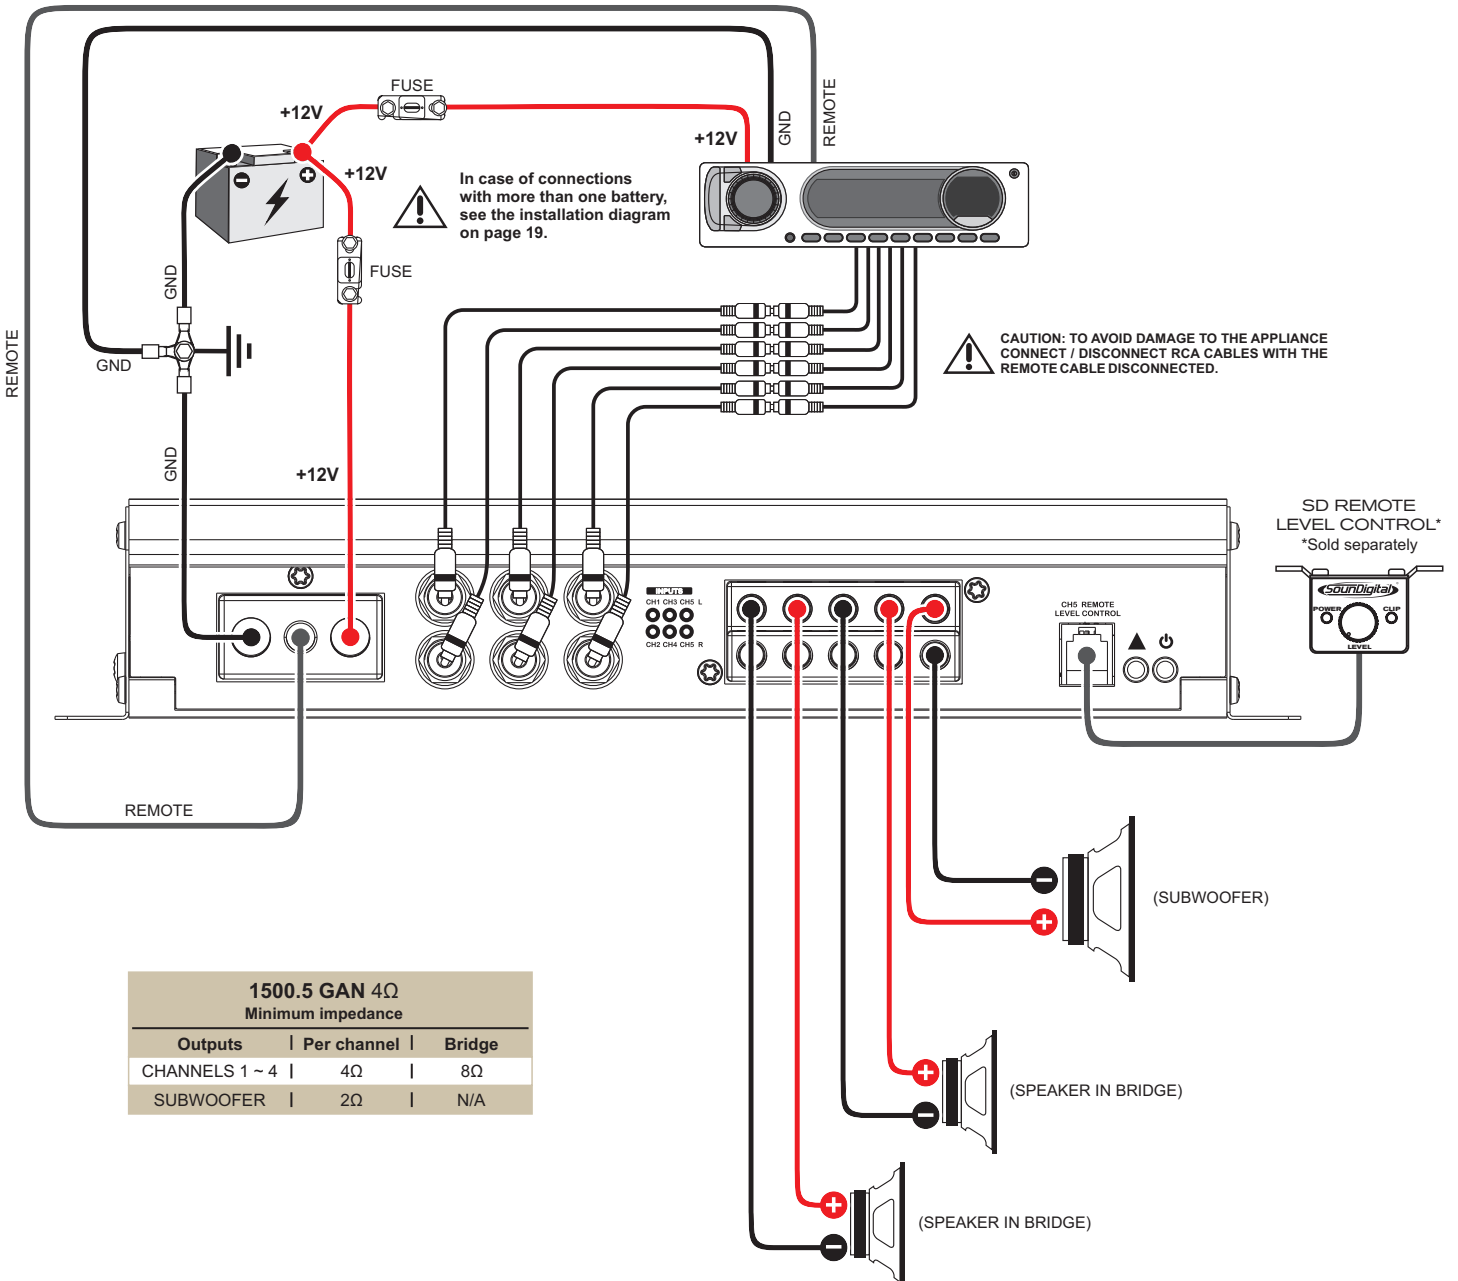 FUSE
+12V
+12V
GND
REMOTE
+12V
In case of connections
with more than one battery,
see the installation diagram
on page 19.
FUSE
GND
REMOTE
GND
CAUTION: TO AVOID DAMAGE TO THE APPLIANCE
CONNECT / DISCONNECT RCA CABLES WITH THE
REMOTE CABLE DISCONNECTED.
GND
+12V
SD REMOTE
LEVEL CONTROL*
*Sold separately
INPUTS
CH1 CH3 CH5 L
CH2 CH4 CH5 R
CH5 REMOTE
LEVEL CONTROL
SounDigital
POWER
CLIP
LEVEL
REMOTE
(SUBWOOFER)
1500.5 GAN 4Ω
Minimum impedance
Outputs | Per channel | Bridge
CHANNELS 1 ~ 4 | 4Ω | 8Ω
SUBWOOFER | 2Ω | N/A
(SPEAKER IN BRIDGE)
(SPEAKER IN BRIDGE)